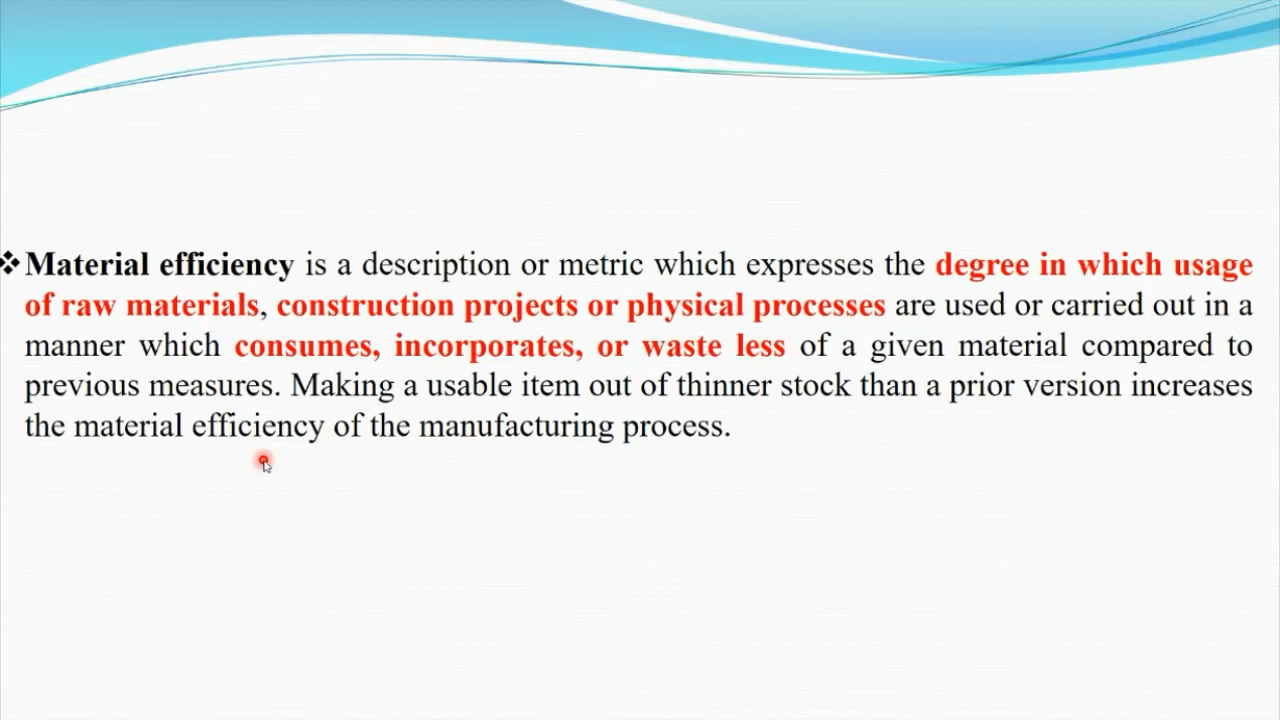 ❖Material efficiency is a description or metric which expresses the degree in which usage
of raw materials, construction projects or physical processes are used or carried out in a
manner which consumes, incorporates, or waste less of a given material compared to
previous measures. Making a usable item out of thinner stock than a prior version increases
the material efficiency of the manufacturing process.